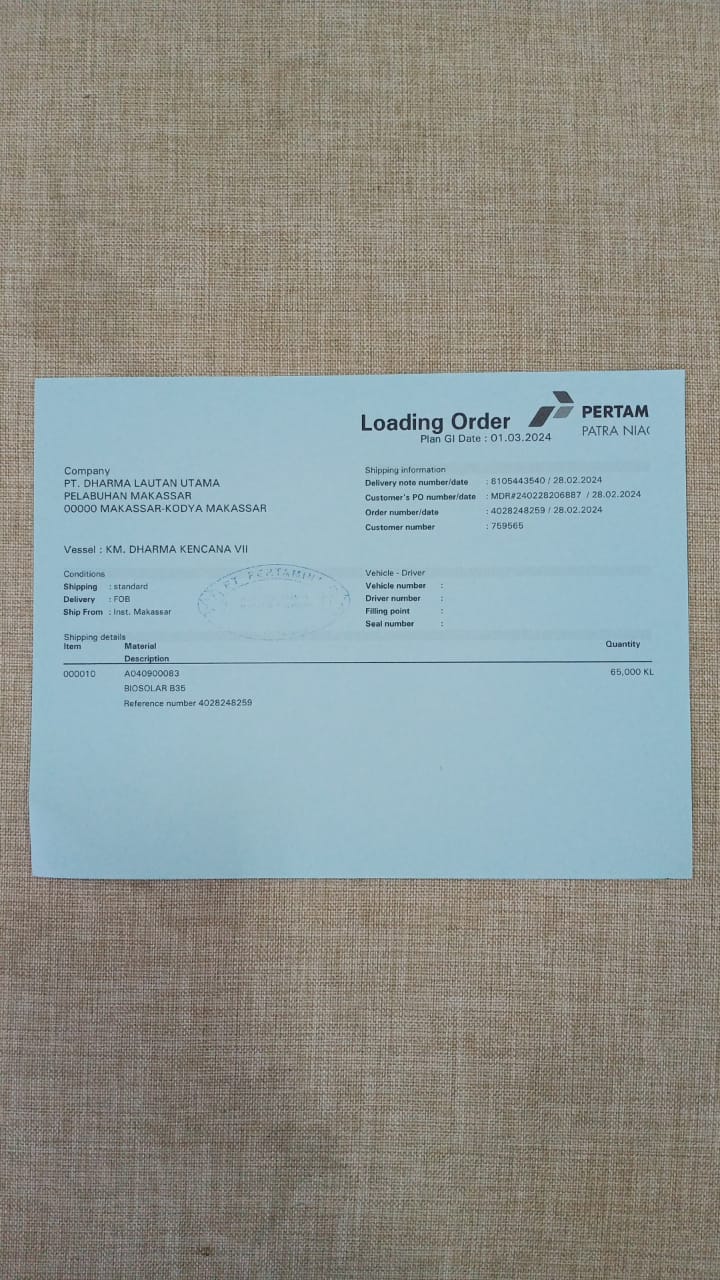 Loading Order
PERTAM
PATRA NIAG
Plan GI Date : 01.03.2024
Company
PT. DHARMA LAUTAN UTAMA
PELABUHAN MAKASSAR
00000 MAKASSAR-KODYA MAKASSAR
Vessel : KM. DHARMA KENCANA VII
Shipping information
Delivery note number/date : 8105443540 / 28.02.2024
Customer's PO number/date : MDR#240228206887 / 28.02.2024
Order number/date : 4028248259 / 28.02.2024
Customer number : 759565
Conditions
Shipping : standard
Delivery : FOB
Ship From : Inst. Makassar
PT. PERTAMIN
Vehicle - Driver
Vehicle number :
Driver number :
Filling point :
Seal number :
Shipping details
Item Material Quantity
Description
000010 A040900083 65,000 KL
BIOSOLAR B35
Reference number 4028248259